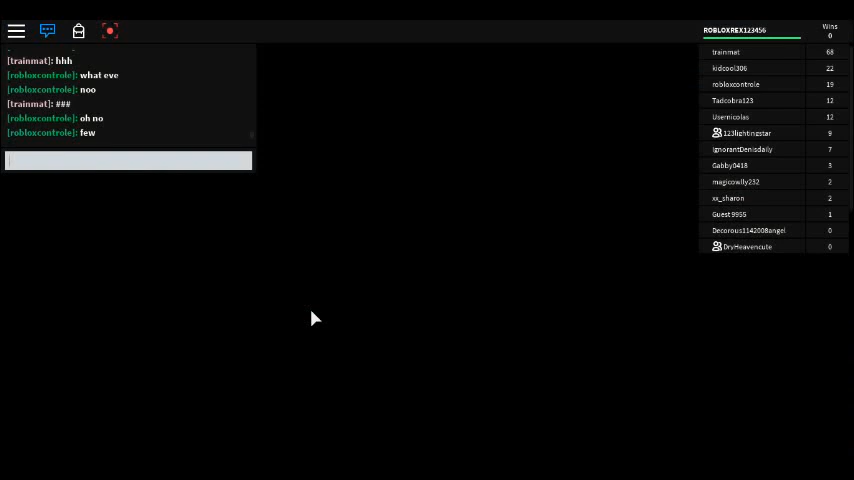 ROBLOXREX123456
Wins
0
[trainmat]: hhh
[robloxcontrole]: what eve
[robloxcontrole]: noo
[trainmat]: ###
[robloxcontrole]: oh no
[robloxcontrole]: few
trainmat 68
kidcool306 22
robloxcontrole 19
Tadcobra123 12
Usernicolas 12
123lightingstar 9
IgnorantDenisdaily 7
Gabby0418 3
magicowlly232 2
xx_sharon 2
Guest 9955 1
Decorous1142008angel 0
DryHeavencute 0